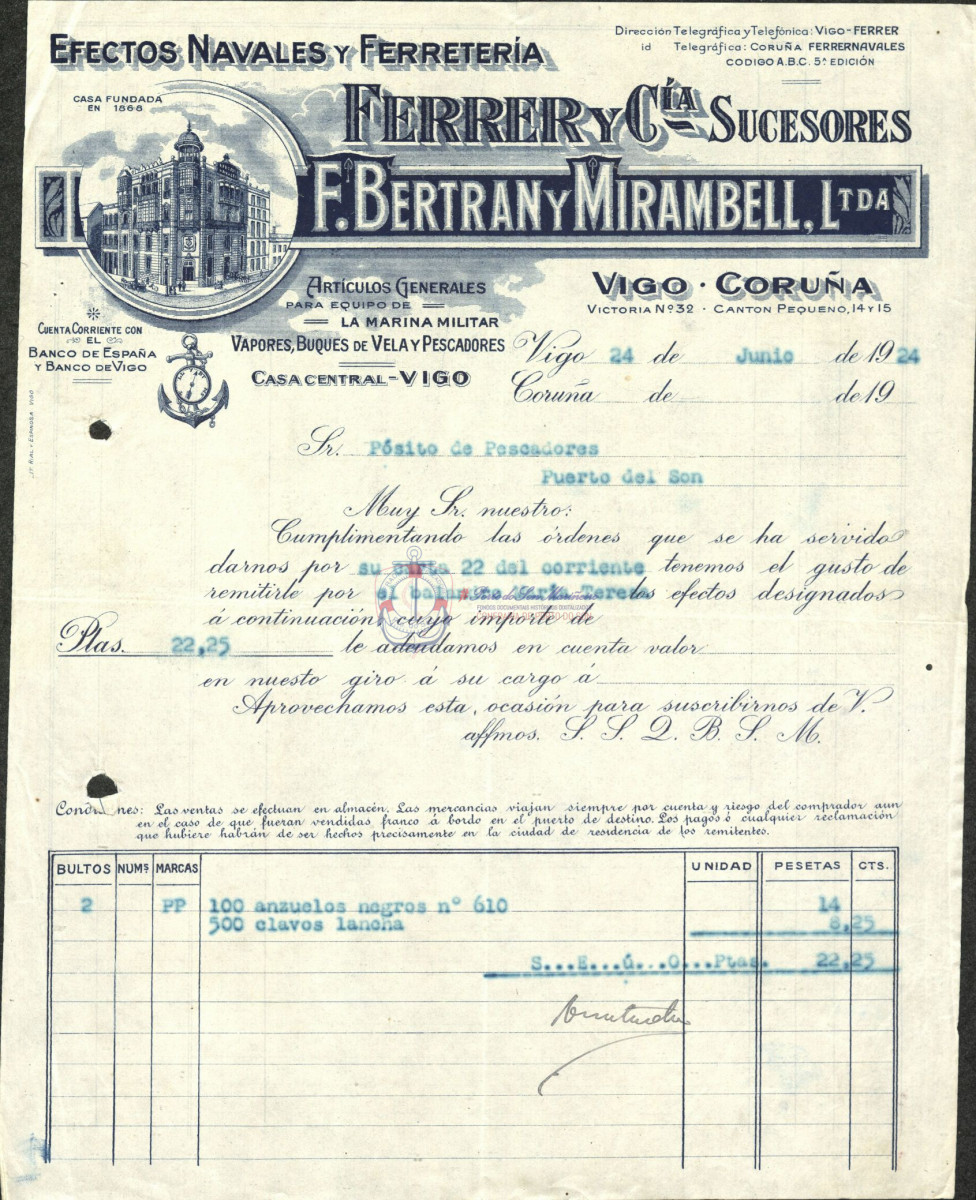 EFECTOS NAVALES Y FERRETERÍA
Dirección Telegráfica y Telefónica: VIGO-FERRER
id Telegráfica: CORUÑA FERRERNAVALES
CODIGO A.B.C. 5ª EDICIÓN
CASA FUNDADA
EN 1868
FERRER Y CÍA SUCESORES
F. BERTRAN Y MIRAMBELL, LTDA
ARTÍCULOS GENERALES
PARA EQUIPO DE
LA MARINA MILITAR
VAPORES, BUQUES DE VELA Y PESCADORES
CASA CENTRAL - VIGO
VIGO · CORUÑA
VICTORIA Nº 32 · CANTON PEQUENO, 14 Y 15
CUENTA CORRIENTE CON
EL
BANCO DE ESPAÑA
Y BANCO DE VIGO
Vigo 24 de Junio de 1924
Coruña de de 19
Sr. Pósito de Pescadores
Puerto del Son
Muy Sr. nuestro:
Cumplimentando las órdenes que se ha servido
darnos por su carta 22 del corriente tenemos el gusto de
remitirle por el balandro los efectos designados
á continuación, cuyo importe de
Ptas. 22,25 le adeudamos en cuenta valor
en nuesto giro á su cargo á
Aprovechamos esta, ocasión para suscribirnos de V.
affmos. S. S. Q. B. S. M.
Las ventas se efectuan en almacén. Las mercancias viajan siempre por cuenta y riesgo del comprador aun
en el caso de que fueran vendidas franco á bordo en el puerto de destino. Los pagos ó cualquier reclamación
que hubiere habrán de ser hechos precisamente en la ciudad de residencia de los remitentes.
BULTOS NUMS MARCAS UNIDAD PESETAS CTS.
2 PP 100 anzuelos negros nº 610 14
500 clavos lancha 8,25
S...E...ú...O...Ptas. 22,25